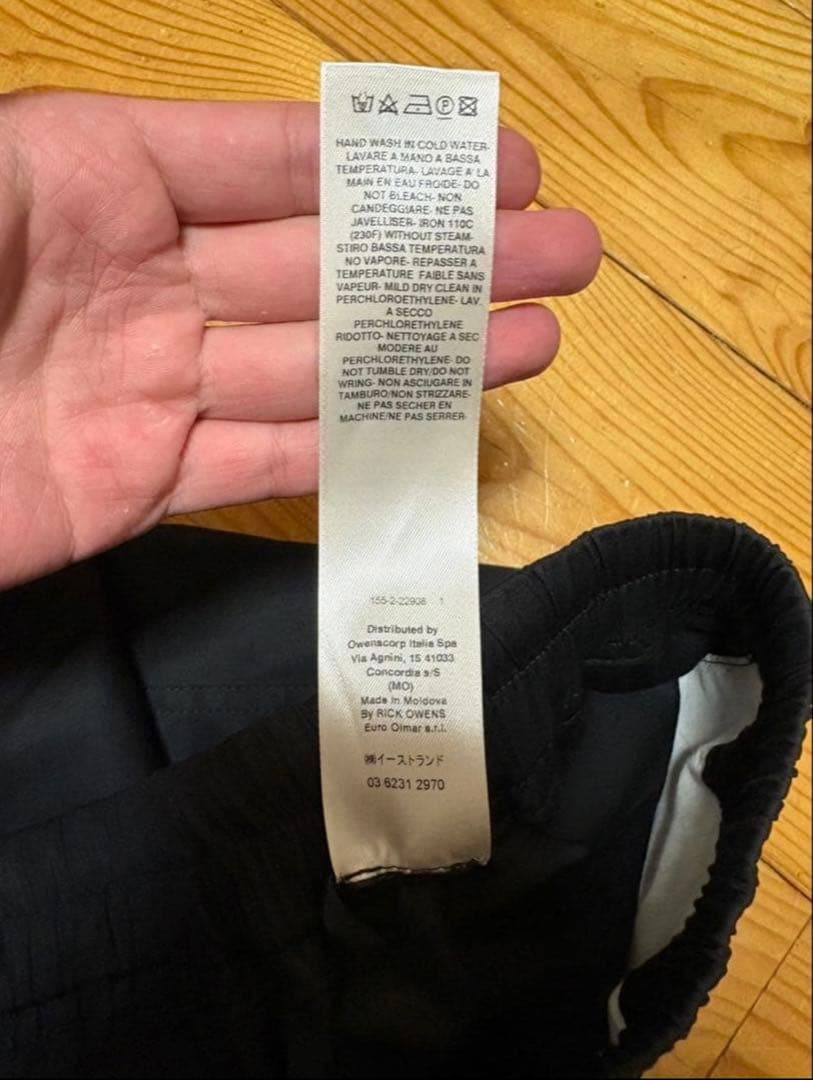 HAND WASH IN COLD WATER-
LAVARE A MANO A BASSA
TEMPERATURA- LAVAGE A' LA
MAIN EN EAU FROIDE- DO
NOT BLEACH- NON
CANDEGGIARE- NE PAS
JAVELLISER- IRON 110C
(230F) WITHOUT STEAM-
STIRO BASSA TEMPERATURA
NO VAPORE- REPASSER A
TEMPERATURE FAIBLE SANS
VAPEUR- MILD DRY CLEAN IN
PERCHLOROETHYLENE- LAV.
A SECCO
PERCHLORETHYLENE
RIDOTTO- NETTOYAGE A SEC
MODERE AU
PERCHLORETHYLENE- DO
NOT TUMBLE DRY/DO NOT
WRING- NON ASCIUGARE IN
TAMBURO/NON STRIZZARE-
NE PAS SECHER EN
MACHINE/NE PAS SERRER-
155-2-22908 1
Distributed by
Owenscorp Italia Spa
Via Agnini, 15 41033
Concordia s/S
(MO)
Made in Moldova
By RICK OWENS
Euro Olmar s.r.l.
㈱イーストランド
03 6231 2970